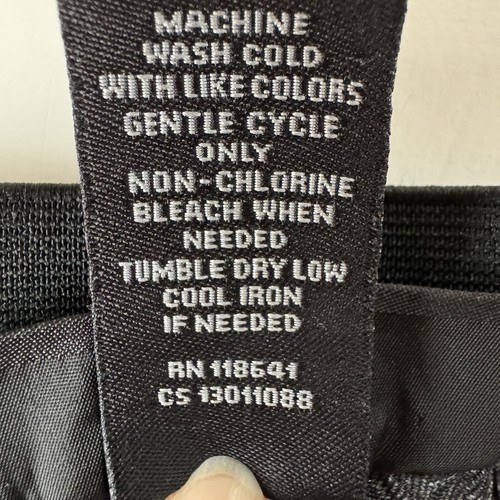 MACHINE
WASH COLD
WITH LIKE COLORS
GENTLE CYCLE
ONLY
NON-CHLORINE
BLEACH WHEN
NEEDED
TUMBLE DRY LOW
COOL IRON
IF NEEDED
RN 118641
CS 13011088